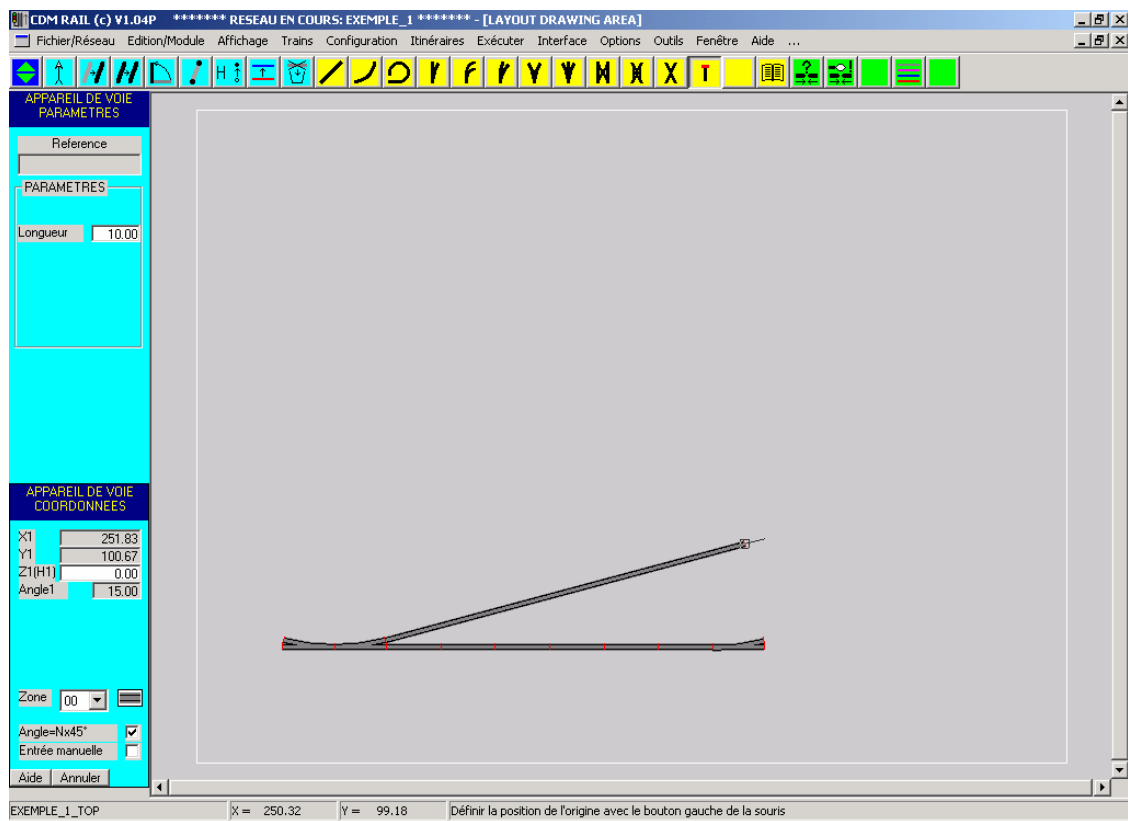 CDM RAIL (c) V1.04P ******* RESEAU EN COURS: EXEMPLE_1 ******* - [LAYOUT DRAWING AREA]
Fichier/Réseau Edition/Module Affichage Trains Configuration Itinéraires Exécuter Interface Options Outils Fenêtre Aide ...
H T ?
APPAREIL DE VOIE
PARAMETRES
Reference
PARAMETRES
Longueur 10.00
APPAREIL DE VOIE
COORDONNEES
X1 251.83
Y1 100.67
Z1(H1) 0.00
Angle1 15.00
Zone 00
Angle=Nx45°
Entrée manuelle
Aide Annuler
EXEMPLE_1_TOP X = 250.32 Y = 99.18 Définir la position de l'origine avec le bouton gauche de la souris